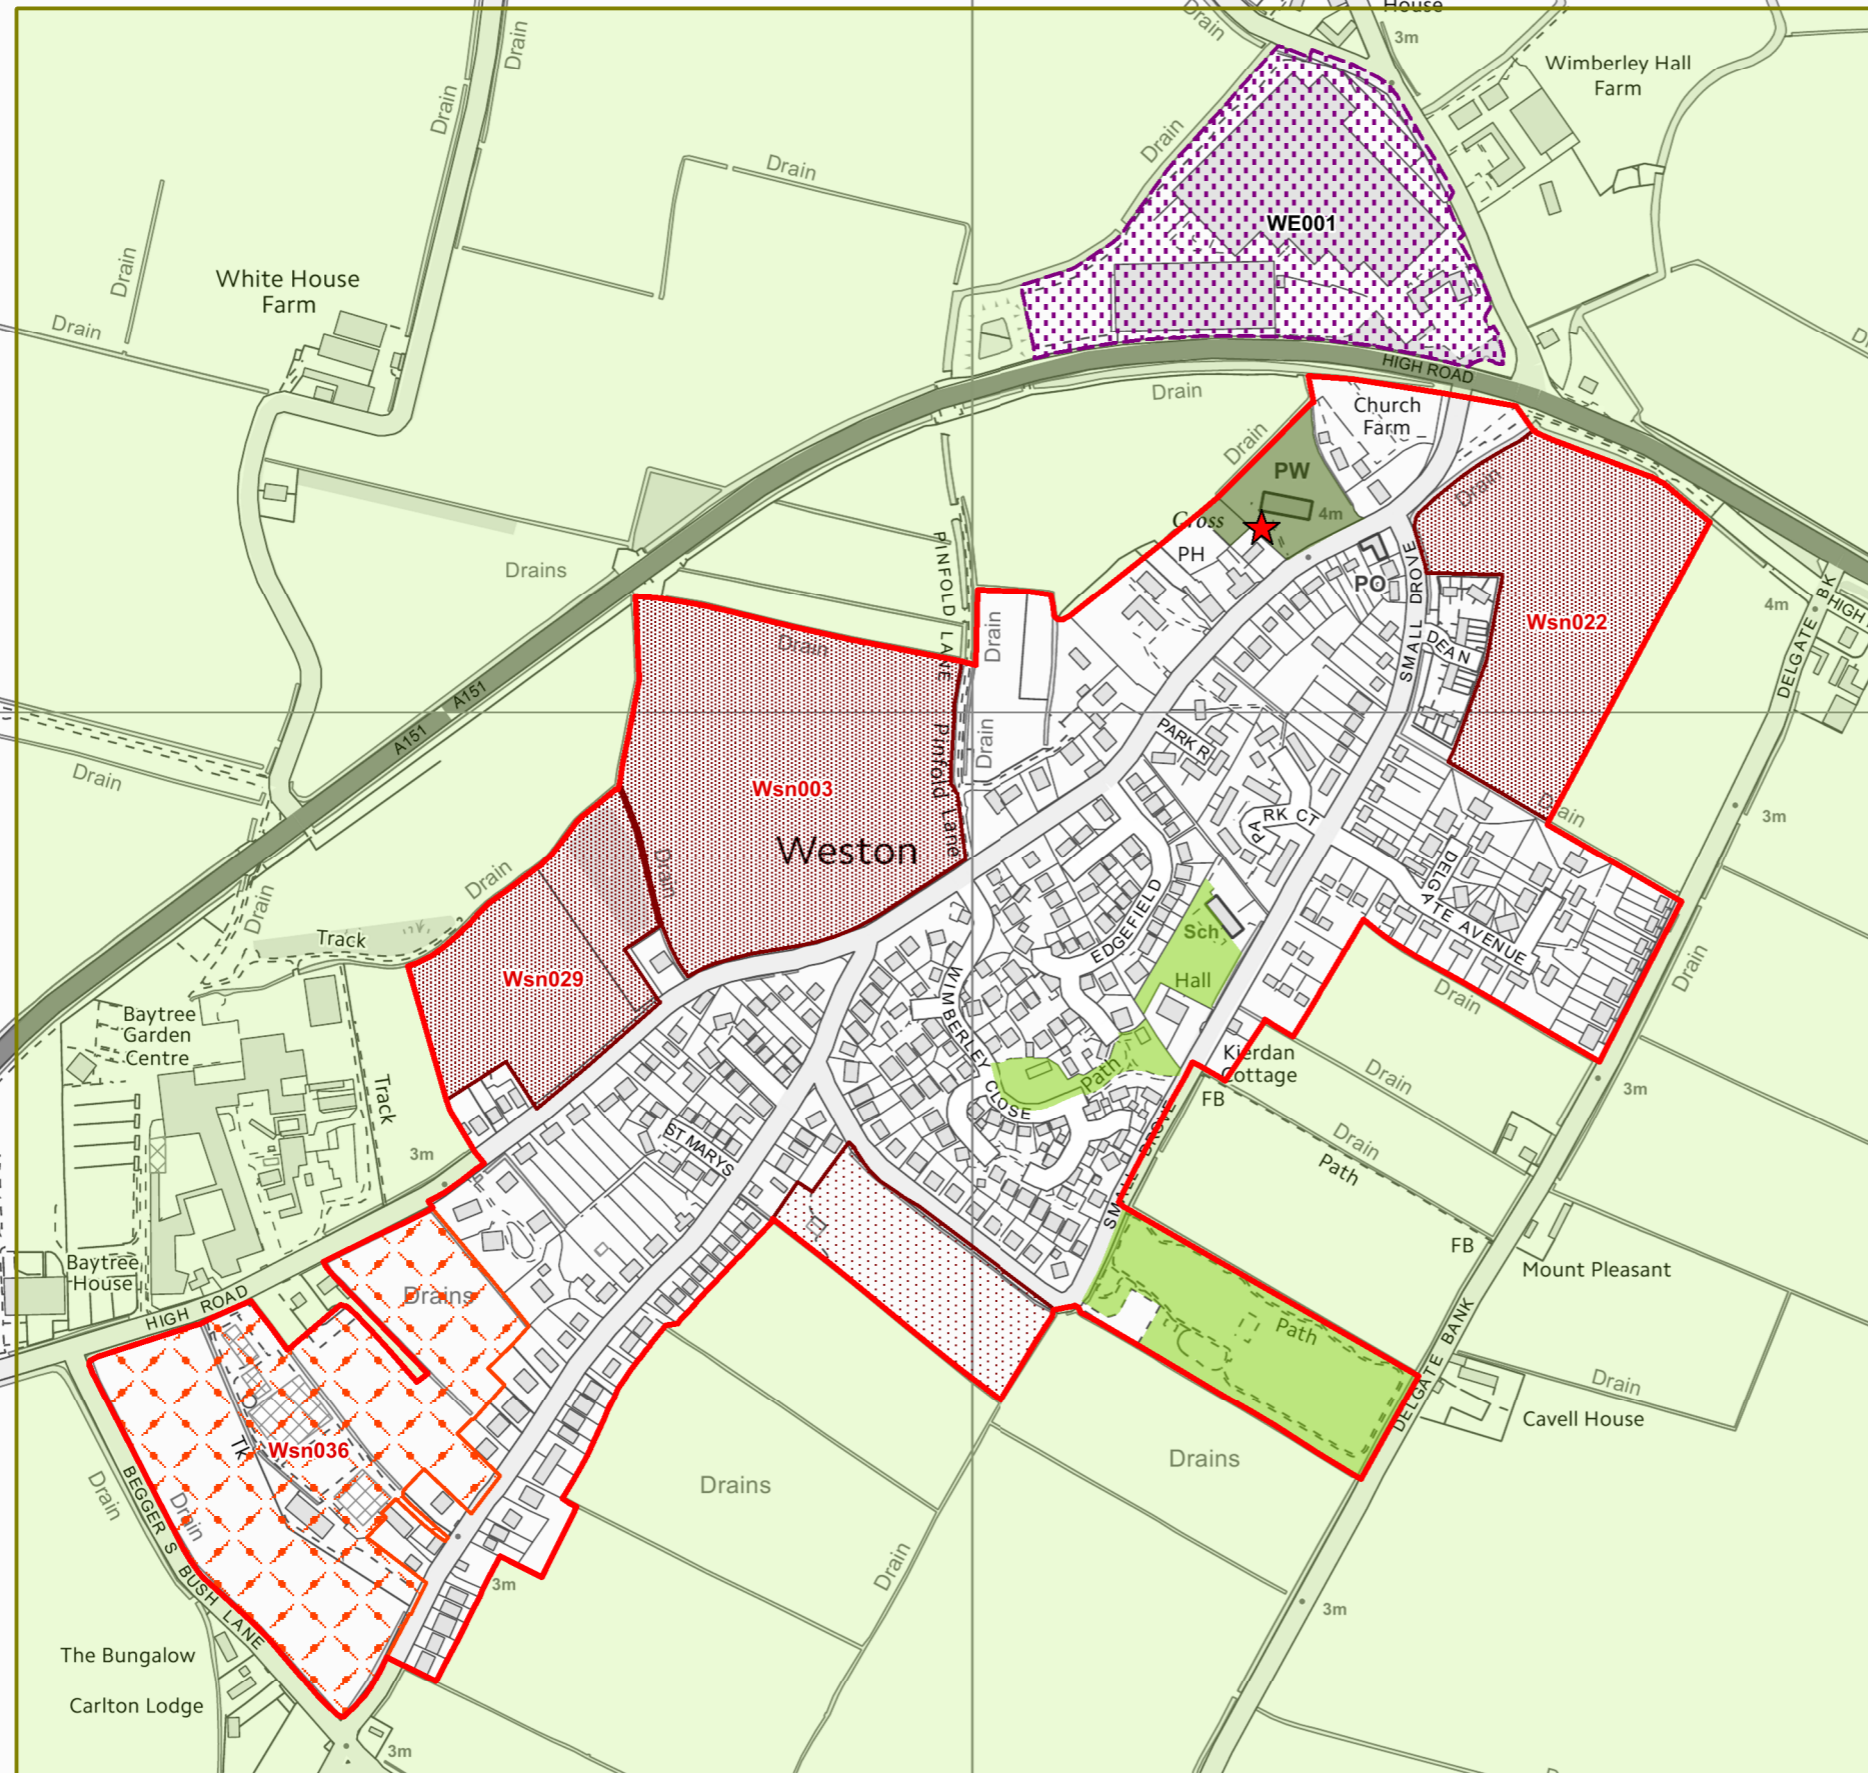 House
Drain
3m
Drain
Drain
Wimberley Hall
Farm
Drain
Drain
Drain
WE001
White House
Farm
Drain
Drain
HIGH ROAD
Drain
Church
Farm
Drain
PW
Drain
4m
Cross
PH
PO
PINFOLD LANE
Drains
SMALL DROVE
DEAN
Wsn022
4m
DELGATE BK
HIGH
Drain
Drain
A151
A151
Drain
Drain
PARK R
Wsn003
Pinfold Lane
Weston
PARK CT
Drain
3m
DELGATE AVENUE
Drain
Drain
Drain
Track
EDGEFIELD
Sch
Hall
Wsn029
WIMBERLEY CLOSE
Drain
Drain
Baytree
Garden
Centre
Track
Path
Kierdan
Cottage
FB
Drain
3m
3m
ST MARYS
SMALL DROVE
Drain
Path
FB
Mount Pleasant
Baytree
House
HIGH ROAD
Drains
Path
DELGATE BANK
Drain
Cavell House
Wsn036
Tk
Drain
Drain
BEGGER S BUSH LANE
Drains
Drains
Drain
3m
3m
The Bungalow
Carlton Lodge
3m